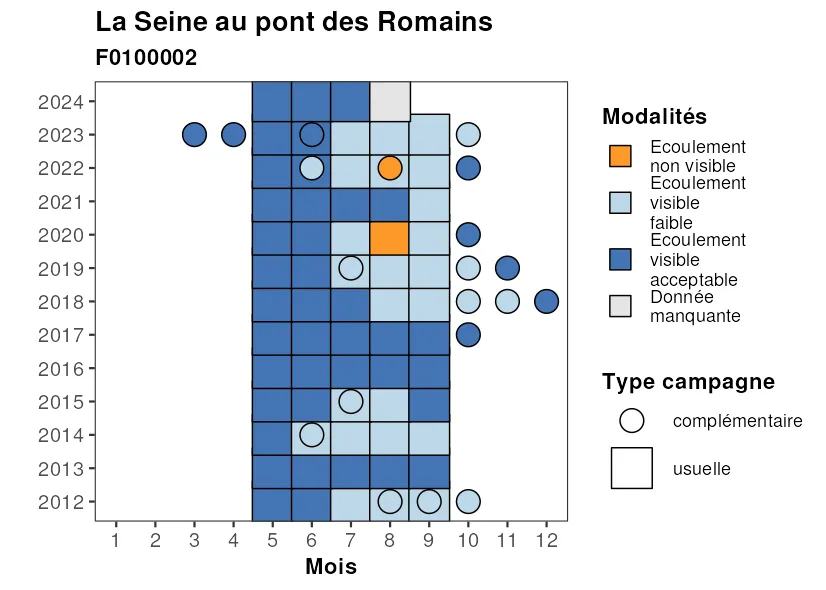 La Seine au pont des Romains
F0100002
2024
2023
2022
2021
2020
2019
2018
2017
2016
2015
2014
2013
2012
1 2 3 4 5 6 7 8 9 10 11 12
Mois
Modalités
Ecoulement
non visible
Ecoulement
visible
faible
Ecoulement
visible
acceptable
Donnée
manquante
Type campagne
complémentaire
usuelle